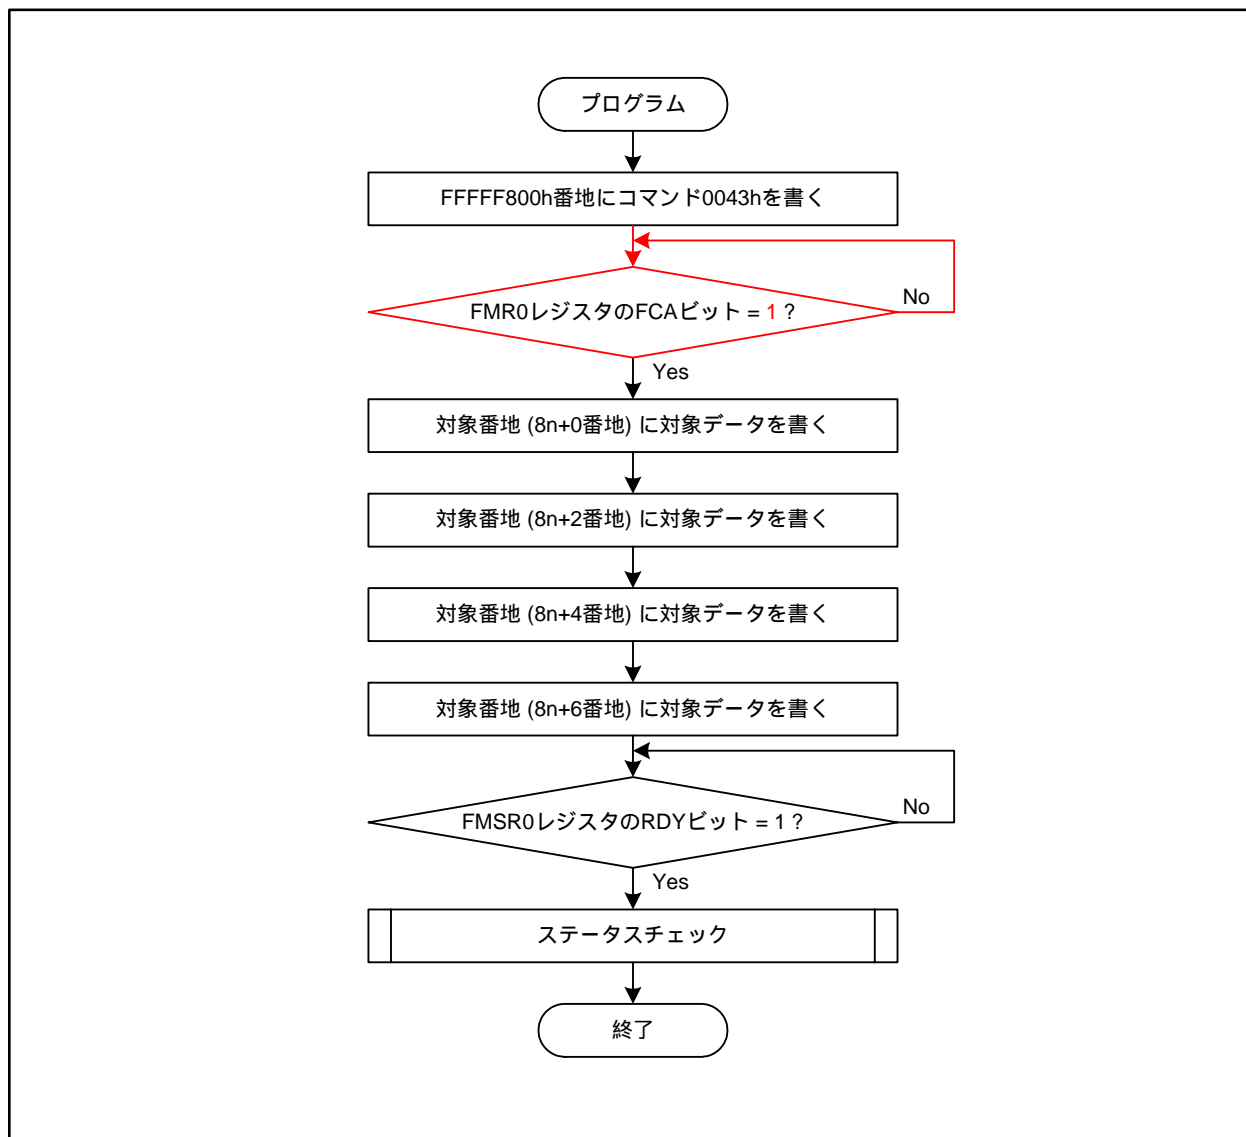 プログラム
FFFFF800h番地にコマンド0043hを書く
FMR0レジスタのFCAビット = 1 ?
No
Yes
対象番地 (8n+0番地) に対象データを書く
対象番地 (8n+2番地) に対象データを書く
対象番地 (8n+4番地) に対象データを書く
対象番地 (8n+6番地) に対象データを書く
FMSR0レジスタのRDYビット = 1 ?
No
Yes
ステータスチェック
終了